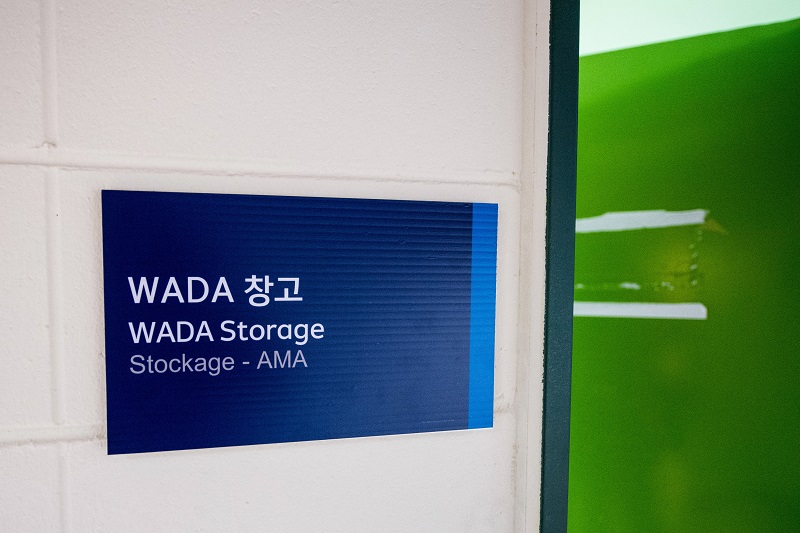 WADA 창고
WADA Storage
Stockage - AMA